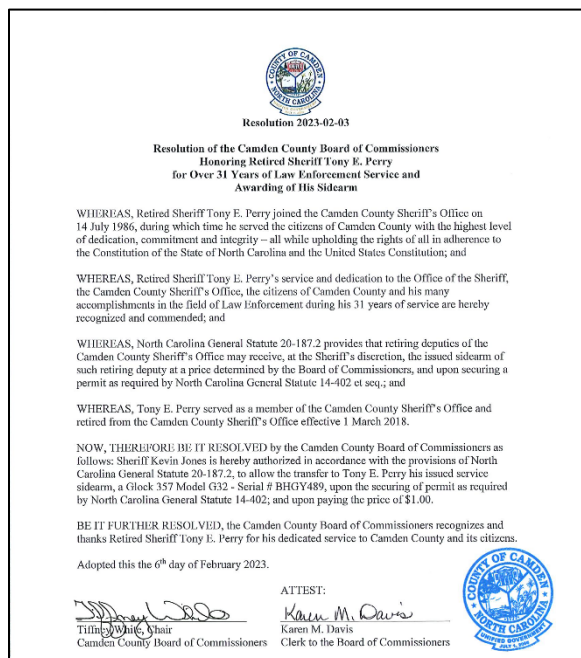 COUNTY OF CAMDEN
NORTH CAROLINA
Resolution 2023-02-03
Resolution of the Camden County Board of Commissioners
Honoring Retired Sheriff Tony E. Perry
for Over 31 Years of Law Enforcement Service and
Awarding of His Sidearm
WHEREAS, Retired Sheriff Tony E. Perry joined the Camden County Sheriff's Office on
14 July 1986, during which time he served the citizens of Camden County with the highest level
of dedication, commitment and integrity – all while upholding the rights of all in adherence to
the Constitution of the State of North Carolina and the United States Constitution; and
WHEREAS, Retired Sheriff Tony E. Perry's service and dedication to the Office of the Sheriff,
the Camden County Sheriff's Office, the citizens of Camden County and his many
accomplishments in the field of Law Enforcement during his 31 years of service are hereby
recognized and commended; and
WHEREAS, North Carolina General Statute 20-187.2 provides that retiring deputies of the
Camden County Sheriff's Office may receive, at the Sheriff's discretion, the issued sidearm of
such retiring deputy at a price determined by the Board of Commissioners, and upon securing a
permit as required by North Carolina General Statute 14-402 et seq.; and
WHEREAS, Tony E. Perry served as a member of the Camden County Sheriff's Office and
retired from the Camden County Sheriff's Office effective 1 March 2018.
NOW, THEREFORE BE IT RESOLVED by the Camden County Board of Commissioners as
follows: Sheriff Kevin Jones is hereby authorized in accordance with the provisions of North
Carolina General Statute 20-187.2, to allow the transfer to Tony E. Perry his issued service
sidearm, a Glock 357 Model G32 - Serial # BHGY489, upon the securing of permit as required
by North Carolina General Statute 14-402; and upon paying the price of $1.00.
BE IT FURTHER RESOLVED, the Camden County Board of Commissioners recognizes and
thanks Retired Sheriff Tony E. Perry for his dedicated service to Camden County and its citizens.
Adopted this the 6th day of February 2023.
ATTEST:
Karen M. Davis
Tiffney White, Chair
Karen M. Davis
Camden County Board of Commissioners
Clerk to the Board of Commissioners
COUNTY OF CAMDEN
NORTH CAROLINA
UNIFIED GOVERNMENT